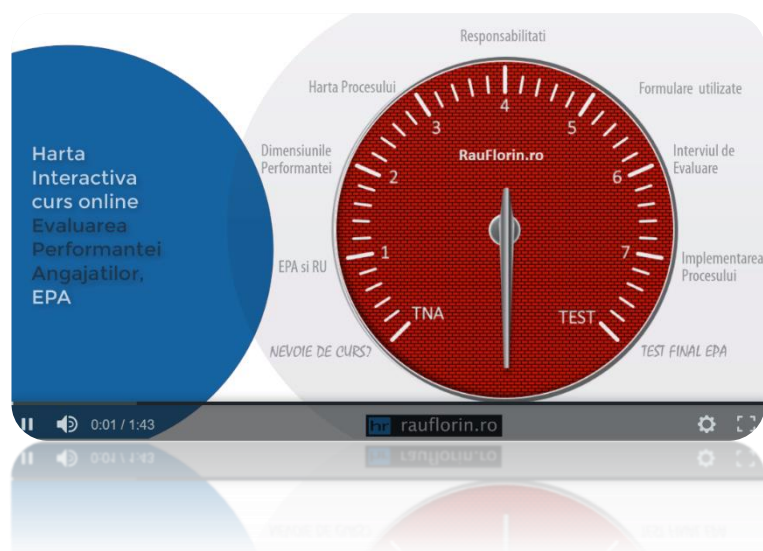 Harta
Interactiva
curs online
Evaluarea
Performantei
Angajatilor,
EPA
Responsabilitati
Harta Procesului
Formulare utilizate
Dimensiunile
Performantei
Interviul de
Evaluare
EPA si RU
Implementarea
Procesului
NEVOIE DE CURS?
TEST FINAL EPA
RauFlorin.ro
1
2
3
4
5
6
7
TNA
TEST
0:01 / 1:43
hr rauflorin.ro